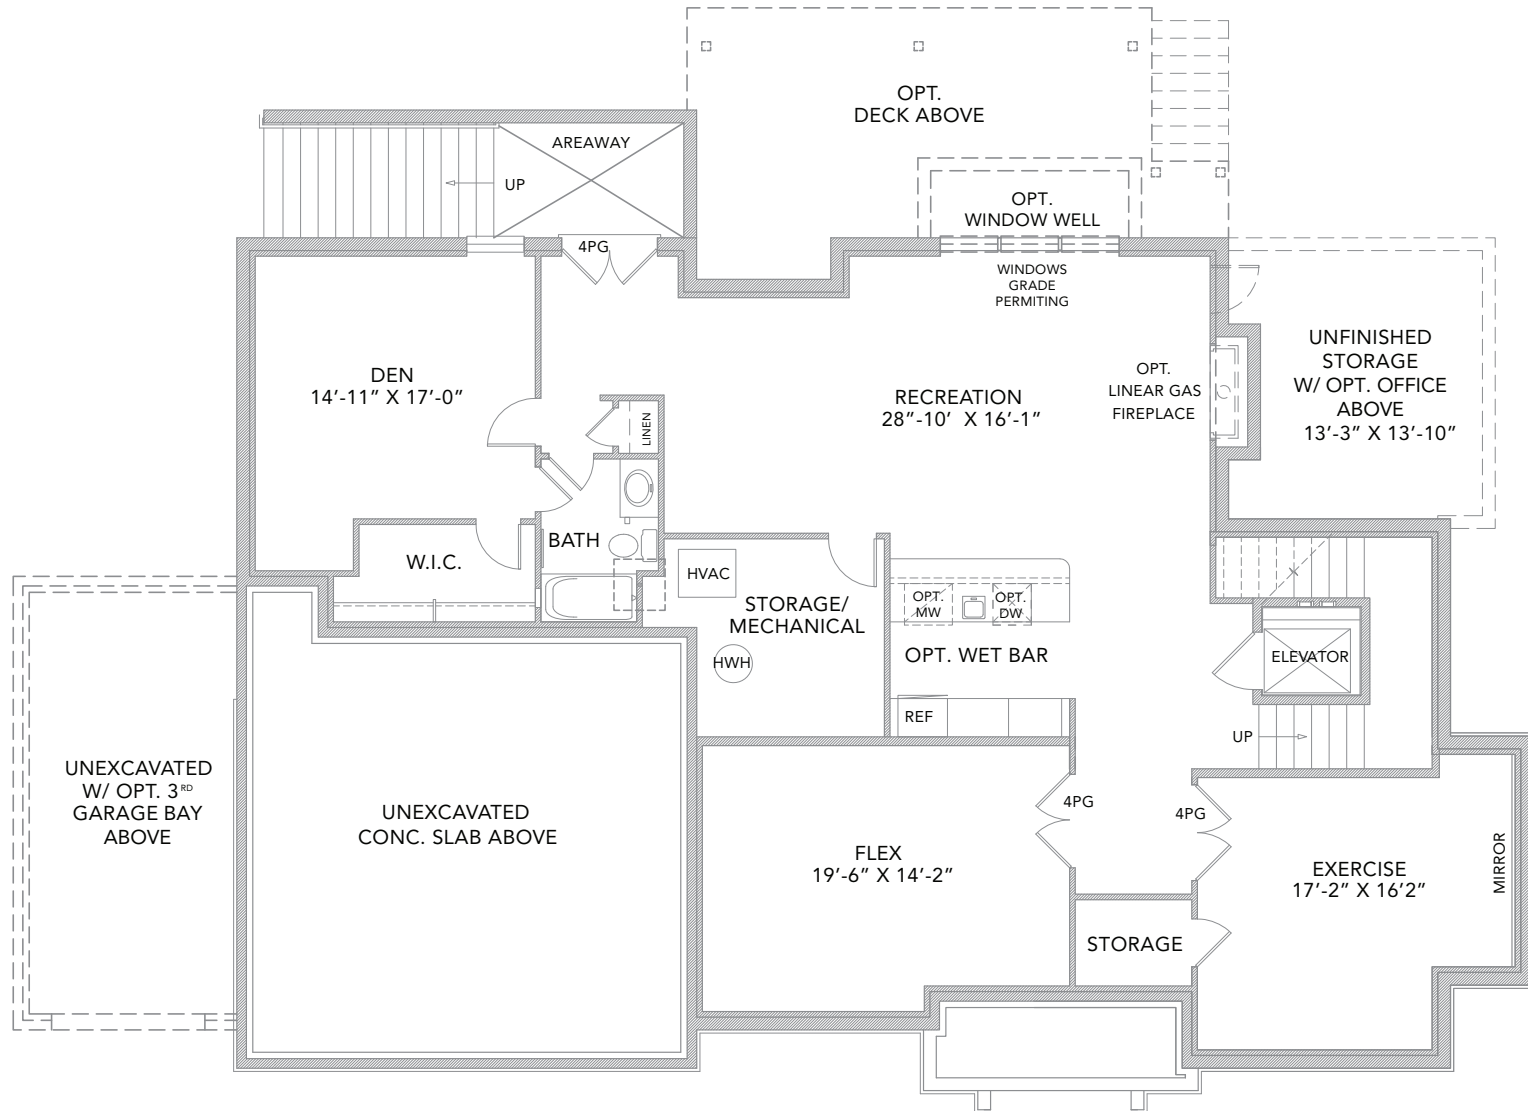 OPT.
DECK ABOVE
AREAWAY
UP
OPT.
WINDOW WELL
4PG
WINDOWS
GRADE
PERMITING
DEN
14’-11” X 17’-0”
RECREATION
28”-10’ X 16’-1”
OPT.
LINEAR GAS
FIREPLACE
UNFINISHED
STORAGE
W/ OPT. OFFICE
ABOVE
13’-3” X 13’-10”
LINEN
BATH
W.I.C.
HVAC
STORAGE/
MECHANICAL
HWH
OPT.
MW
OPT.
DW
OPT. WET BAR
REF
ELEVATOR
UP
UNEXCAVATED
W/ OPT. 3RD
GARAGE BAY
ABOVE
UNEXCAVATED
CONC. SLAB ABOVE
FLEX
19’-6” X 14’-2”
4PG
4PG
EXERCISE
17’-2” X 16’2”
MIRROR
STORAGE